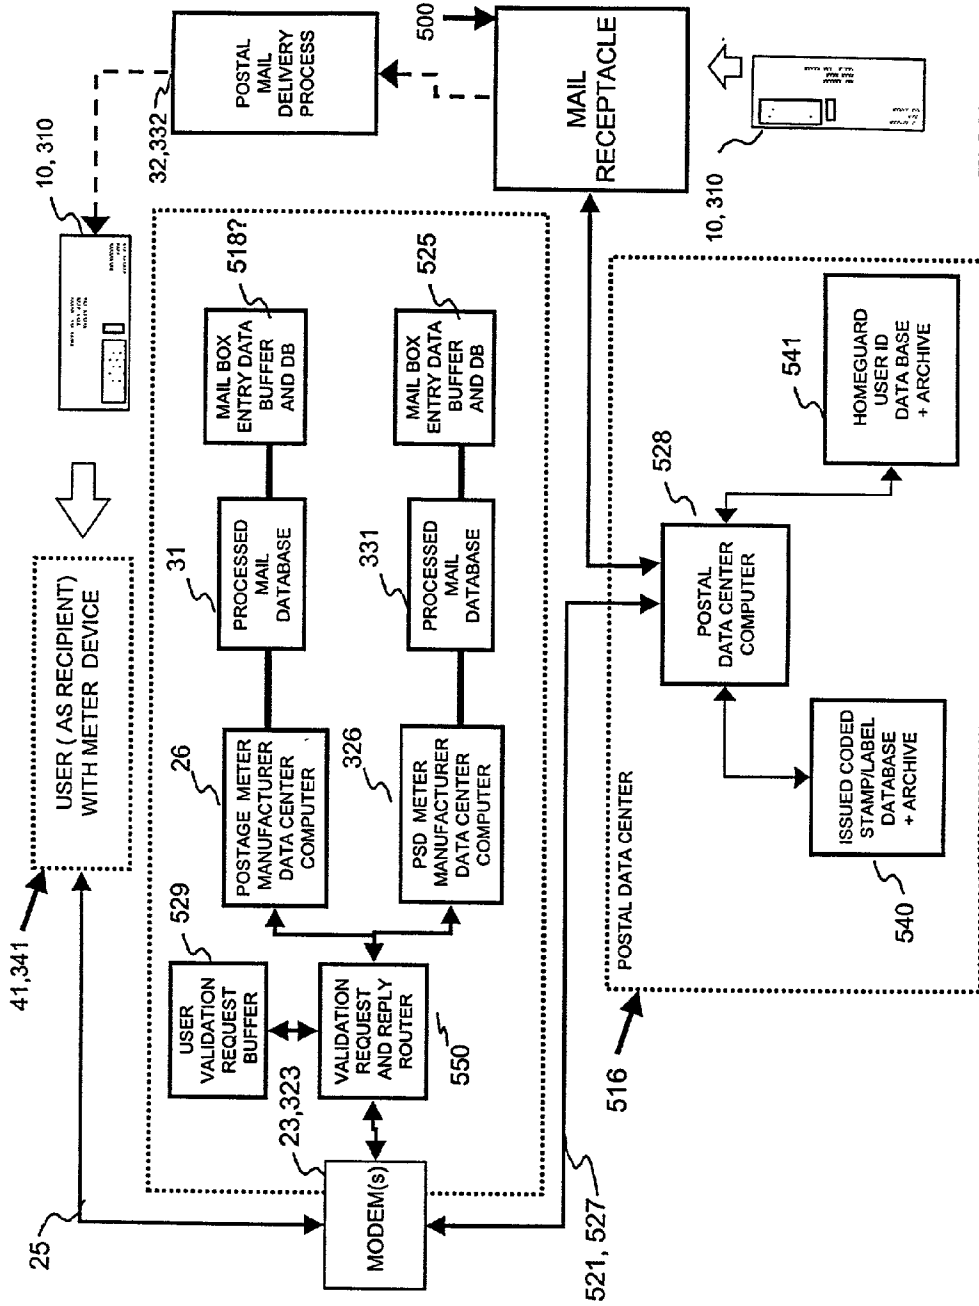 25
41,341
USER ( AS RECIPIENT)
WITH METER DEVICE
10, 310
32,332
POSTAL
MAIL
DELIVERY
PROCESS
500
MAIL
RECEPTACLE
10, 310
MODEM(s)
23,323
USER
VALIDATION
REQUEST
BUFFER
529
VALIDATION
REQUEST
AND REPLY
ROUTER
550
POSTAGE METER
MANUFACTURER
DATA CENTER
COMPUTER
26
PROCESSED
MAIL
DATABASE
31
MAIL BOX
ENTRY DATA
BUFFER
AND DB
518?
PSD METER
MANUFACTURER
DATA CENTER
COMPUTER
326
PROCESSED
MAIL
DATABASE
331
MAIL BOX
ENTRY DATA
BUFFER
AND DB
525
521, 527
516
POSTAL DATA CENTER
POSTAL
DATA CENTER
COMPUTER
528
ISSUED CODED
STAMP/LABEL
DATABASE
+ ARCHIVE
540
HOMEGUARD
USER ID
DATA BASE
+ ARCHIVE
541